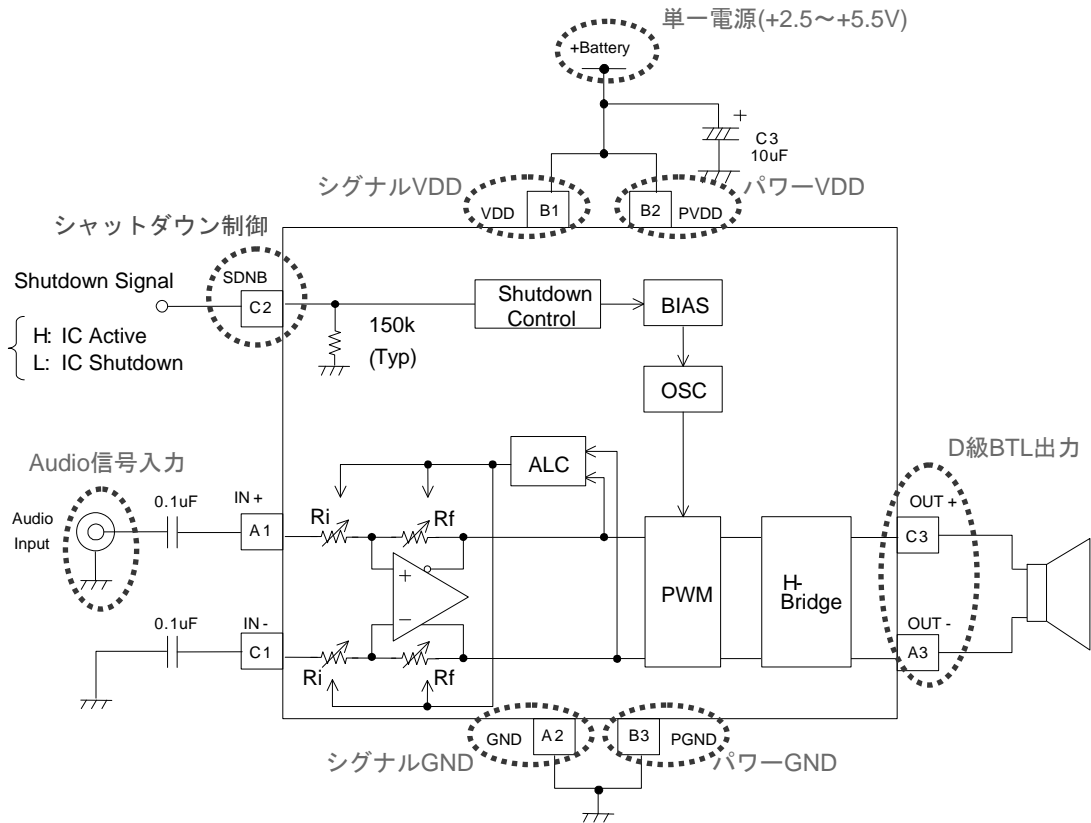 単一電源(+2.5～+5.5V)
+Battery
+
C3
10uF
シグナルVDD
パワーVDD
VDD
B1
B2
PVDD
シャットダウン制御
SDNB
Shutdown Signal
C2
H: IC Active
L: IC Shutdown
150k
(Typ)
Shutdown
Control
BIAS
OSC
ALC
Audio信号入力
D級BTL出力
0.1uF
IN +
Audio
Input
A1
Ri
Rf
OUT +
C3
+
−
PWM
H-
Bridge
0.1uF
IN -
C1
Ri
Rf
OUT -
A3
GND
A2
B3
PGND
シグナルGND
パワーGND